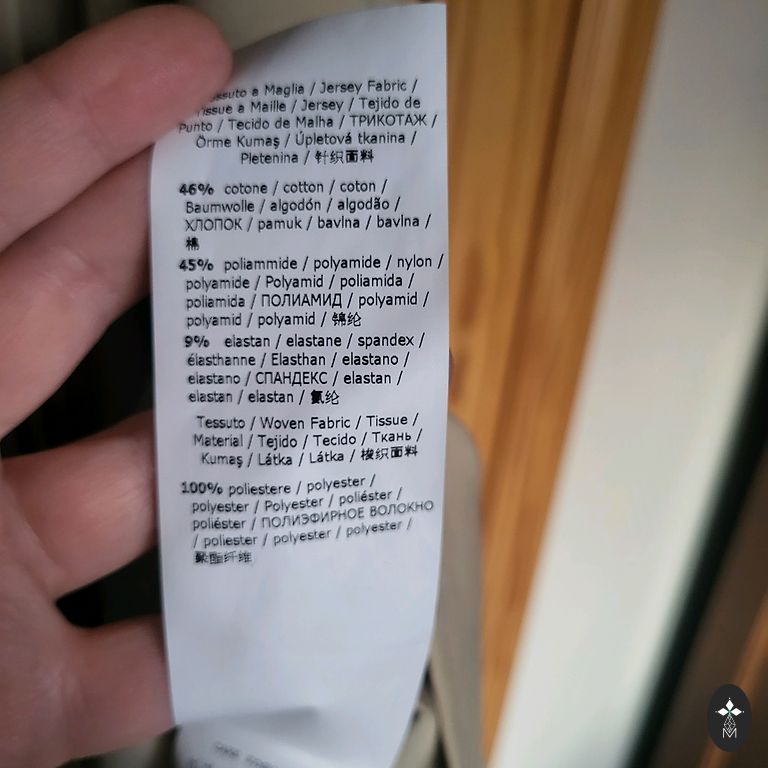 a Maglia / Jersey Fabric /
Tissue a Maille / Jersey / Tejido de
Punto / Tecido de Malha / ТРИКОТАЖ /
Örme Kumaş / Úpletová tkanina /
Pletenina / 针织面料
46% cotone / cotton / coton /
Baumwolle / algodón / algodão /
ХЛОПОК / pamuk / bavlna / bavlna /
棉
45% poliammide / polyamide / nylon /
polyamide / Polyamid / poliamida /
poliamida / ПОЛИАМИД / polyamid /
polyamid / polyamid / 锦纶
9% elastan / elastane / spandex /
élasthanne / Elasthan / elastano /
elastano / СПАНДЕКС / elastan /
elastan / elastan / 氨纶
Tessuto / Woven Fabric / Tissue /
Material / Tejido / Tecido / Ткань /
Kumaş / Látka / Látka / 梭织面料
100% poliestere / polyester /
polyester / Polyester / poliéster /
poliéster / ПОЛИЭФИРНОЕ ВОЛОКНО
/ poliester / polyester / polyester /
聚酯纤维
M